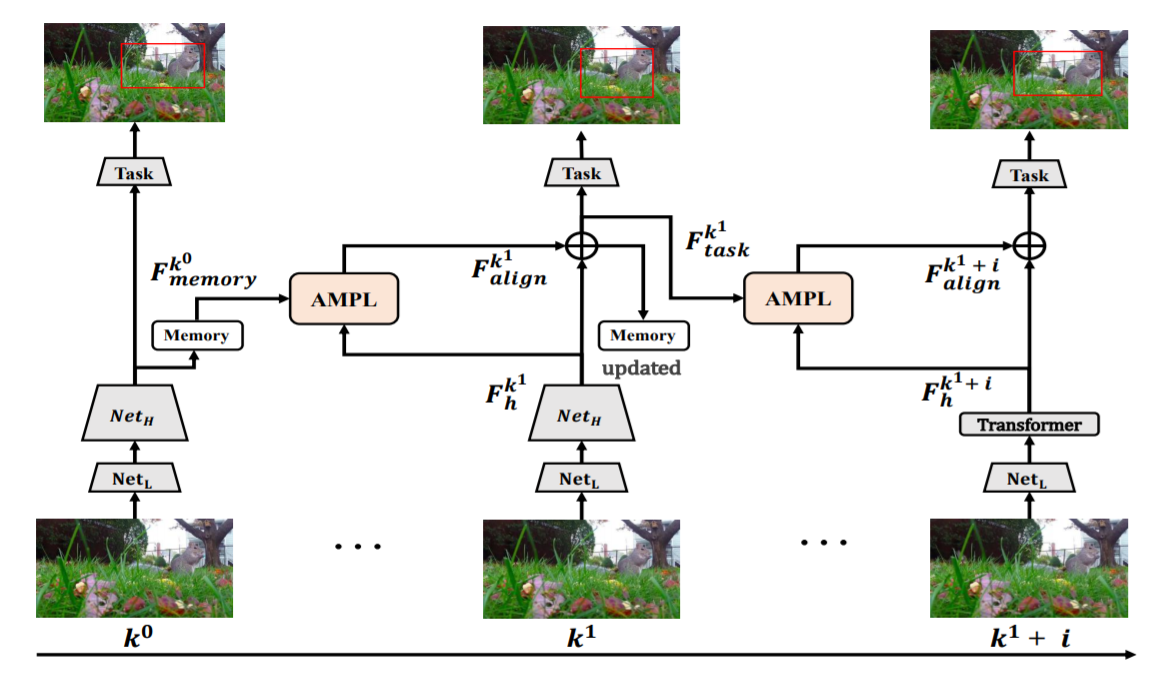 Task
Task
Task
F_{memory}^{k^0}
F_{align}^{k^1}
F_{task}^{k^1}
F_{align}^{k^1 + i}
AMPL
AMPL
Memory
Memory
updated
F_h^{k^1}
F_h^{k^1 + i}
Net_H
Net_H
Transformer
Net_L
Net_L
Net_L
...
...
k^0
k^1
k^1 + i